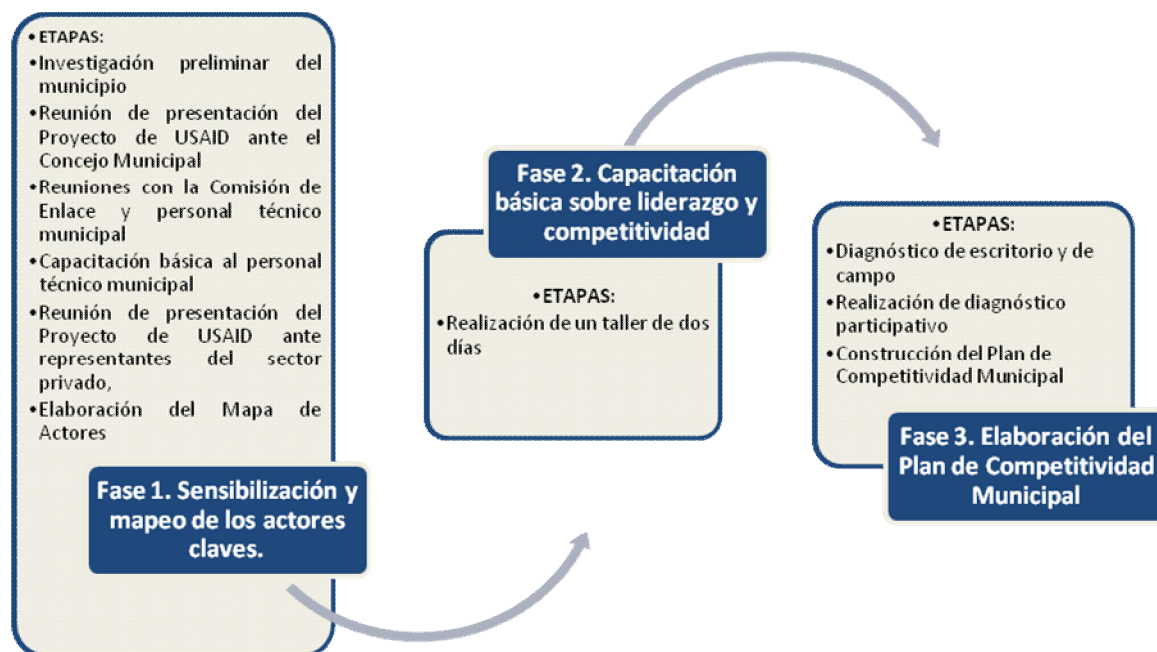 •ETAPAS:
•Investigación preliminar del
municipio
•Reunión de presentación del
Proyecto de USAID ante el
Concejo Municipal
•Reuniones con la Comisión de
Enlace y personal técnico
municipal
•Capacitación básica al personal
técnico municipal
•Reunión de presentación del
Proyecto de USAID ante
representantes del sector
privado,
•Elaboración del Mapa de
Actores
Fase 1. Sensibilización y
mapeo de los actores
claves.
Fase 2. Capacitación
básica sobre liderazgo y
competitividad
•ETAPAS:
•Realización de un taller de dos
días
•ETAPAS:
•Diagnóstico de escritorio y de
campo
•Realización de diagnóstico
participativo
•Construcción del Plan de
Competitividad Municipal
Fase 3. Elaboración del
Plan de Competitividad
Municipal